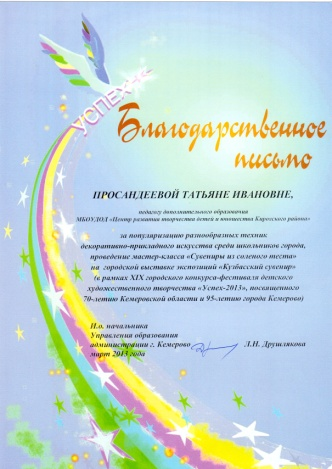 УСПЕХ
Благодарственное
письмо
ПРОСАНДЕЕВОЙ ТАТЬЯНЕ ИВАНОВНЕ,
педагогу дополнительного образования
МБОУДОД «Центр развития творчества детей и юношества Кировского района»
за популяризацию разнообразных техник
декоративно-прикладного искусства среди школьников города,
проведение мастер-класса «Сувениры из соленого теста»
на городской выставке экспозиций «Кузбасский сувенир»
(в рамках XIX городского конкурса-фестиваля детского
художественного творчества «Успех-2013», посвященного
70-летию Кемеровской области и 95-летию города Кемерово)
И.о. начальника
Управления образования
администрации г. Кемерово Л.Н. Друшлякова
март 2013 года